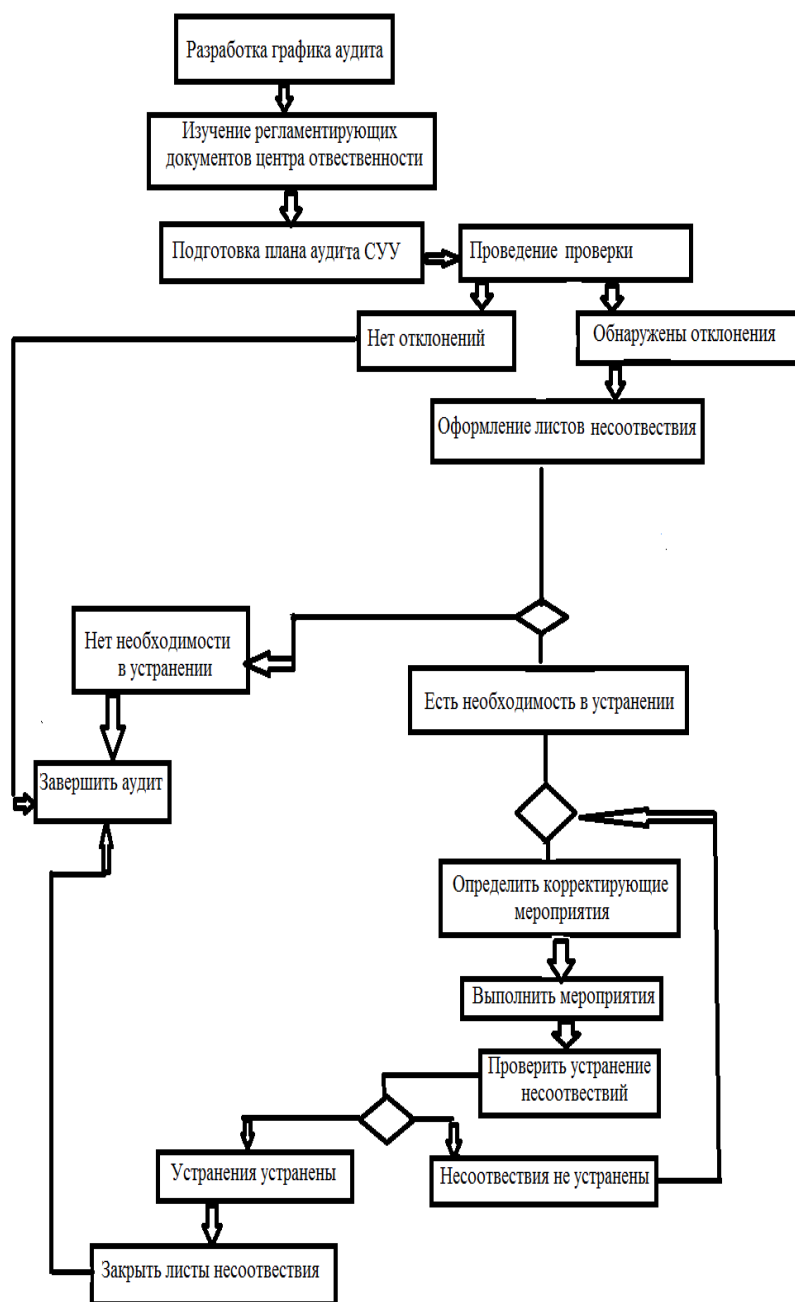 Разработка графика аудита
Изучение регламентирующих
документов центра отвественности
Подготовка плана аудита СУУ
Проведение проверки
Нет отклонений
Обнаружены отклонения
Оформление листов несоотвествия
Нет необходимости
в устранении
Есть необходимость в устранении
Завершить аудит
Определить корректирующие
мероприятия
Выполнить мероприятия
Проверить устранение
несоотвествий
Устранения устранены
Несоотвествия не устранены
Закрыть листы несоотвествия